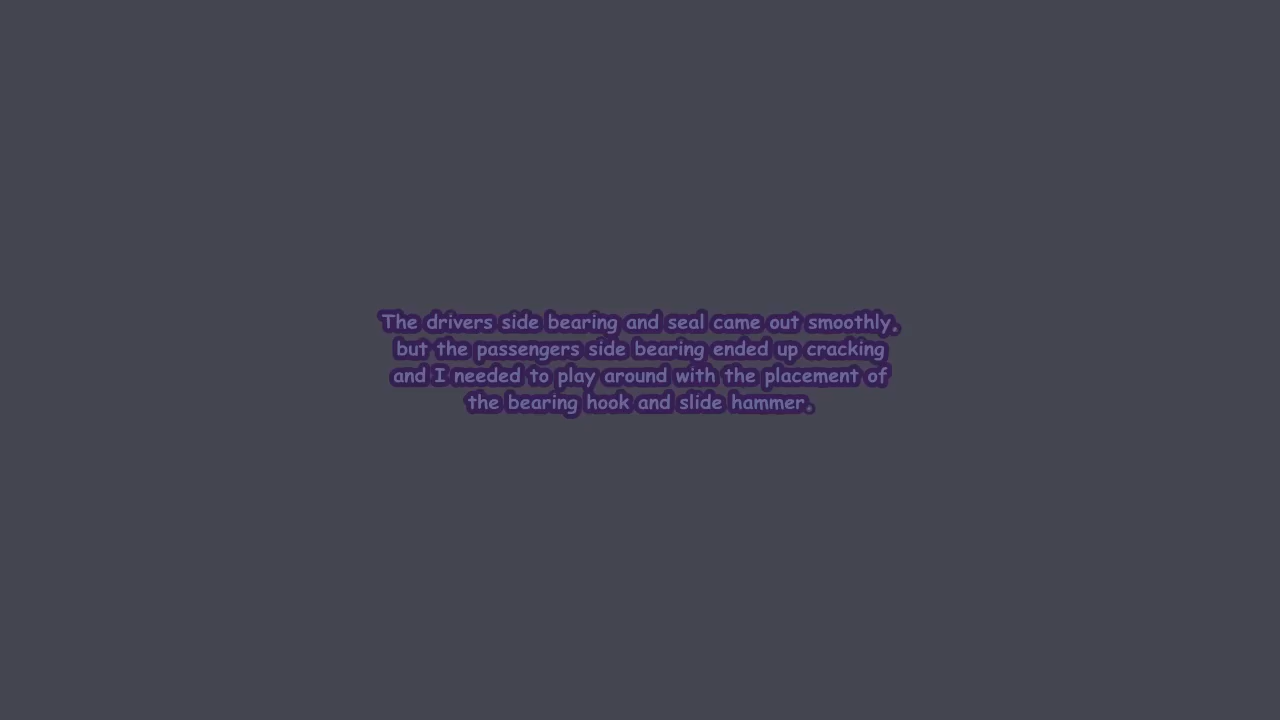 The drivers side bearing and seal came out smoothly,
but the passengers side bearing ended up cracking
and I needed to play around with the placement of
the bearing hook and slide hammer.